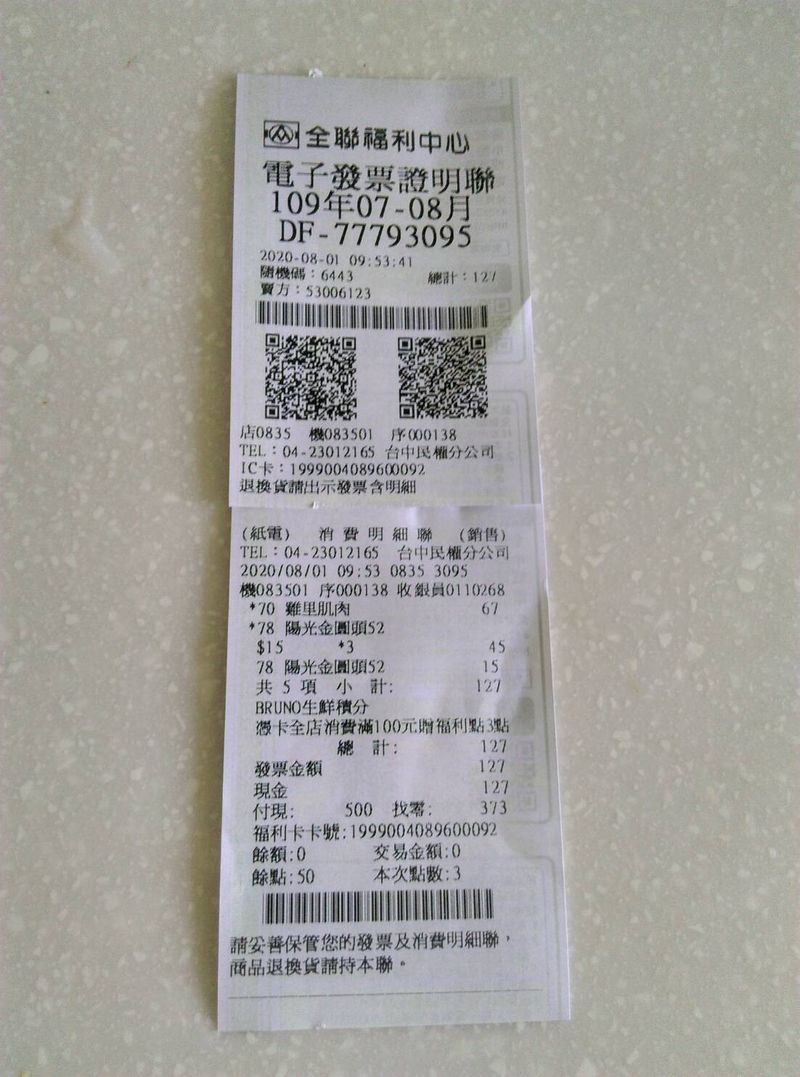 全聯福利中心
電子發票證明聯
109年07-08月
DF-77793095
2020-08-01 09:53:41
隨機碼:6443 總計:127
賣方:53006123
店0835 機083501 序000138
TEL:04-23012165 台中民權分公司
IC卡:1999004089600092
退換貨請出示發票含明細
(紙電) 消費明細聯 (銷售)
TEL:04-23012165 台中民權分公司
2020/08/01 09:53 0835 3095
機083501 序000138 收銀員0110268
*70 雞里肌肉 67
*78 陽光金圓頭52
$15 *3 45
78 陽光金圓頭52 15
共 5 項 小 計: 127
BRUNO生鮮積分
憑卡全店消費滿100元贈福利點3點
總 計: 127
發票金額 127
現金 127
付現: 500 找零: 373
福利卡卡號:1999004089600092
餘額:0 交易金額:0
餘點:50 本次點數:3
請妥善保管您的發票及消費明細聯,
商品退換貨請持本聯。